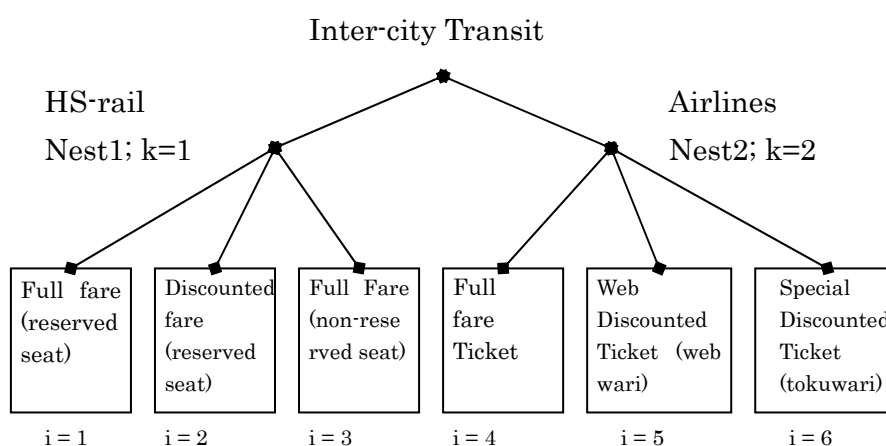 Inter-city Transit
HS-rail
Nest1; k=1
Airlines
Nest2; k=2
Full fare
(reserved
seat)
Discounted
fare
(reserved
seat)
Full Fare
(non-rese
rved seat)
Full
fare
Ticket
Web
Discounted
Ticket (web
wari)
Special
Discounted
Ticket
(tokuwari)
i = 1
i = 2
i = 3
i = 4
i = 5
i = 6